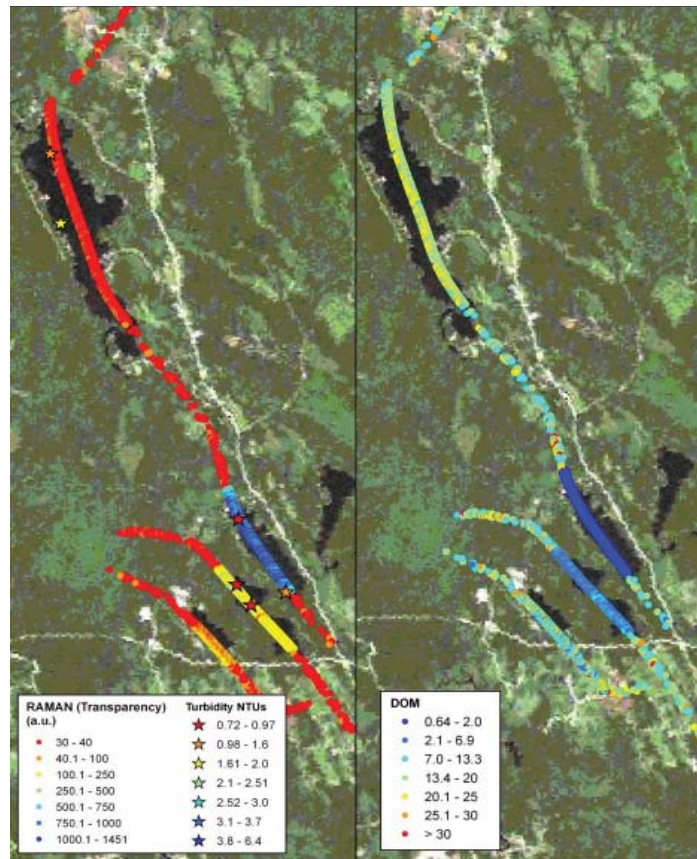 RAMAN (Transparency)
(a.u.)
30 - 40
40.1 - 100
100.1 - 250
250.1 - 500
500.1 - 750
750.1 - 1000
1000.1 - 1451
Turbidity NTUs
0.72 - 0.97
0.98 - 1.6
1.61 - 2.0
2.1 - 2.51
2.52 - 3.0
3.1 - 3.7
3.8 - 6.4
DOM
0.64 - 2.0
2.1 - 6.9
7.0 - 13.3
13.4 - 20
20.1 - 25
25.1 - 30
> 30